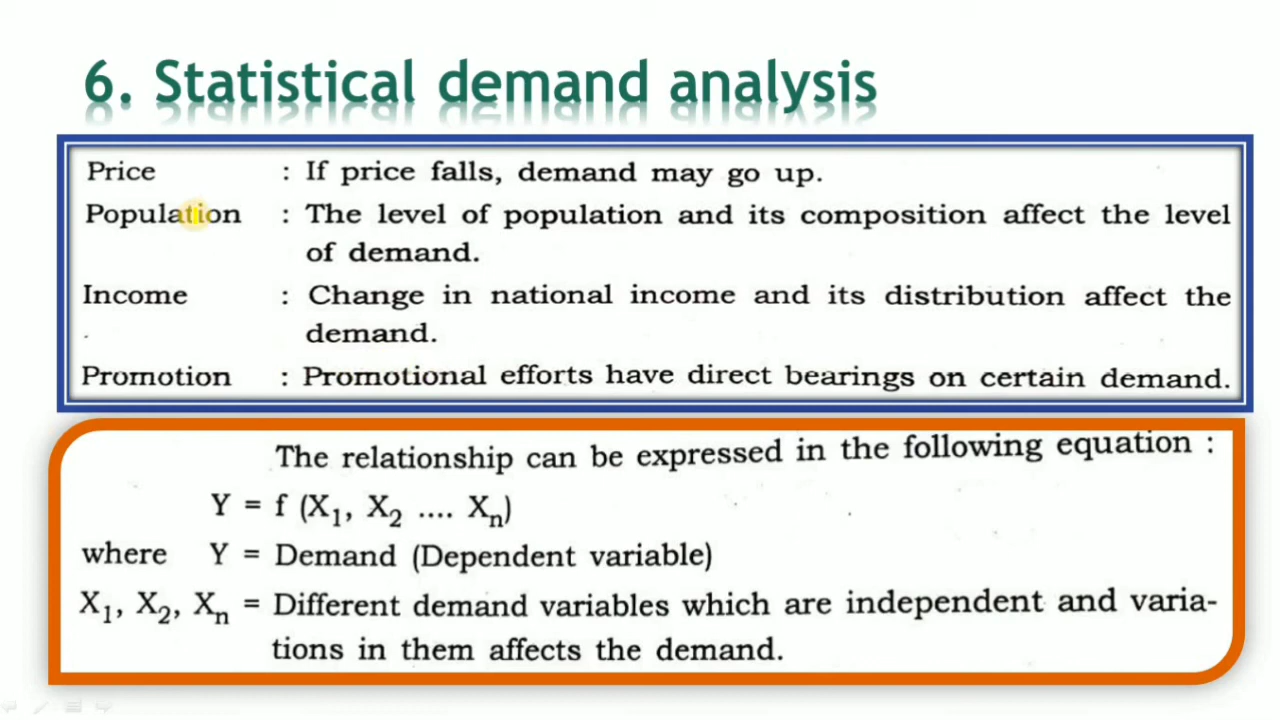 6. Statistical demand analysis
Price : If price falls, demand may go up.
Population : The level of population and its composition affect the level
of demand.
Income : Change in national income and its distribution affect the
demand.
Promotion : Promotional efforts have direct bearings on certain demand.
The relationship can be expressed in the following equation :
Y = f (X₁, X₂ .... Xₙ)
where Y = Demand (Dependent variable)
X₁, X₂, Xₙ = Different demand variables which are independent and varia-
tions in them affects the demand.